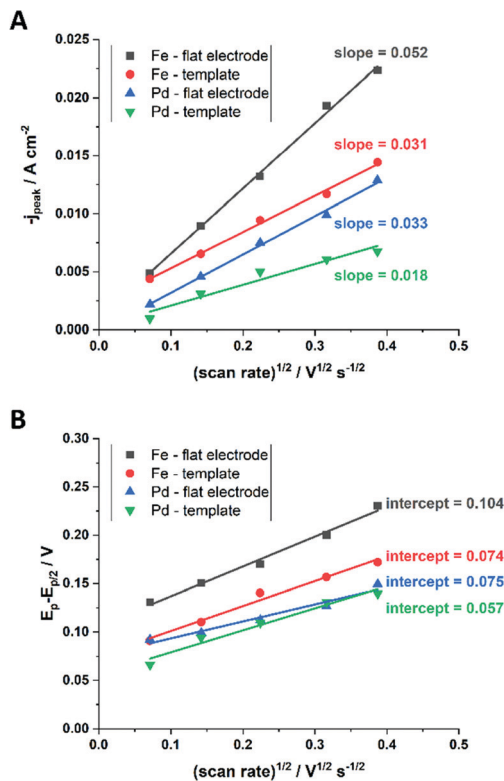 A
0.025
0.020
0.015
0.010
0.005
0.000
-j_peak / A cm^-2
Fe - flat electrode
Fe - template
Pd - flat electrode
Pd - template
slope = 0.052
slope = 0.031
slope = 0.033
slope = 0.018
0.0 0.1 0.2 0.3 0.4 0.5
(scan rate)^1/2 / V^1/2 s^-1/2
B
0.30
0.25
0.20
0.15
0.10
0.05
0.00
E_p-E_p/2 / V
Fe - flat electrode
Fe - template
Pd - flat electrode
Pd - template
intercept = 0.104
intercept = 0.074
intercept = 0.075
intercept = 0.057
0.0 0.1 0.2 0.3 0.4 0.5
(scan rate)^1/2 / V^1/2 s^-1/2